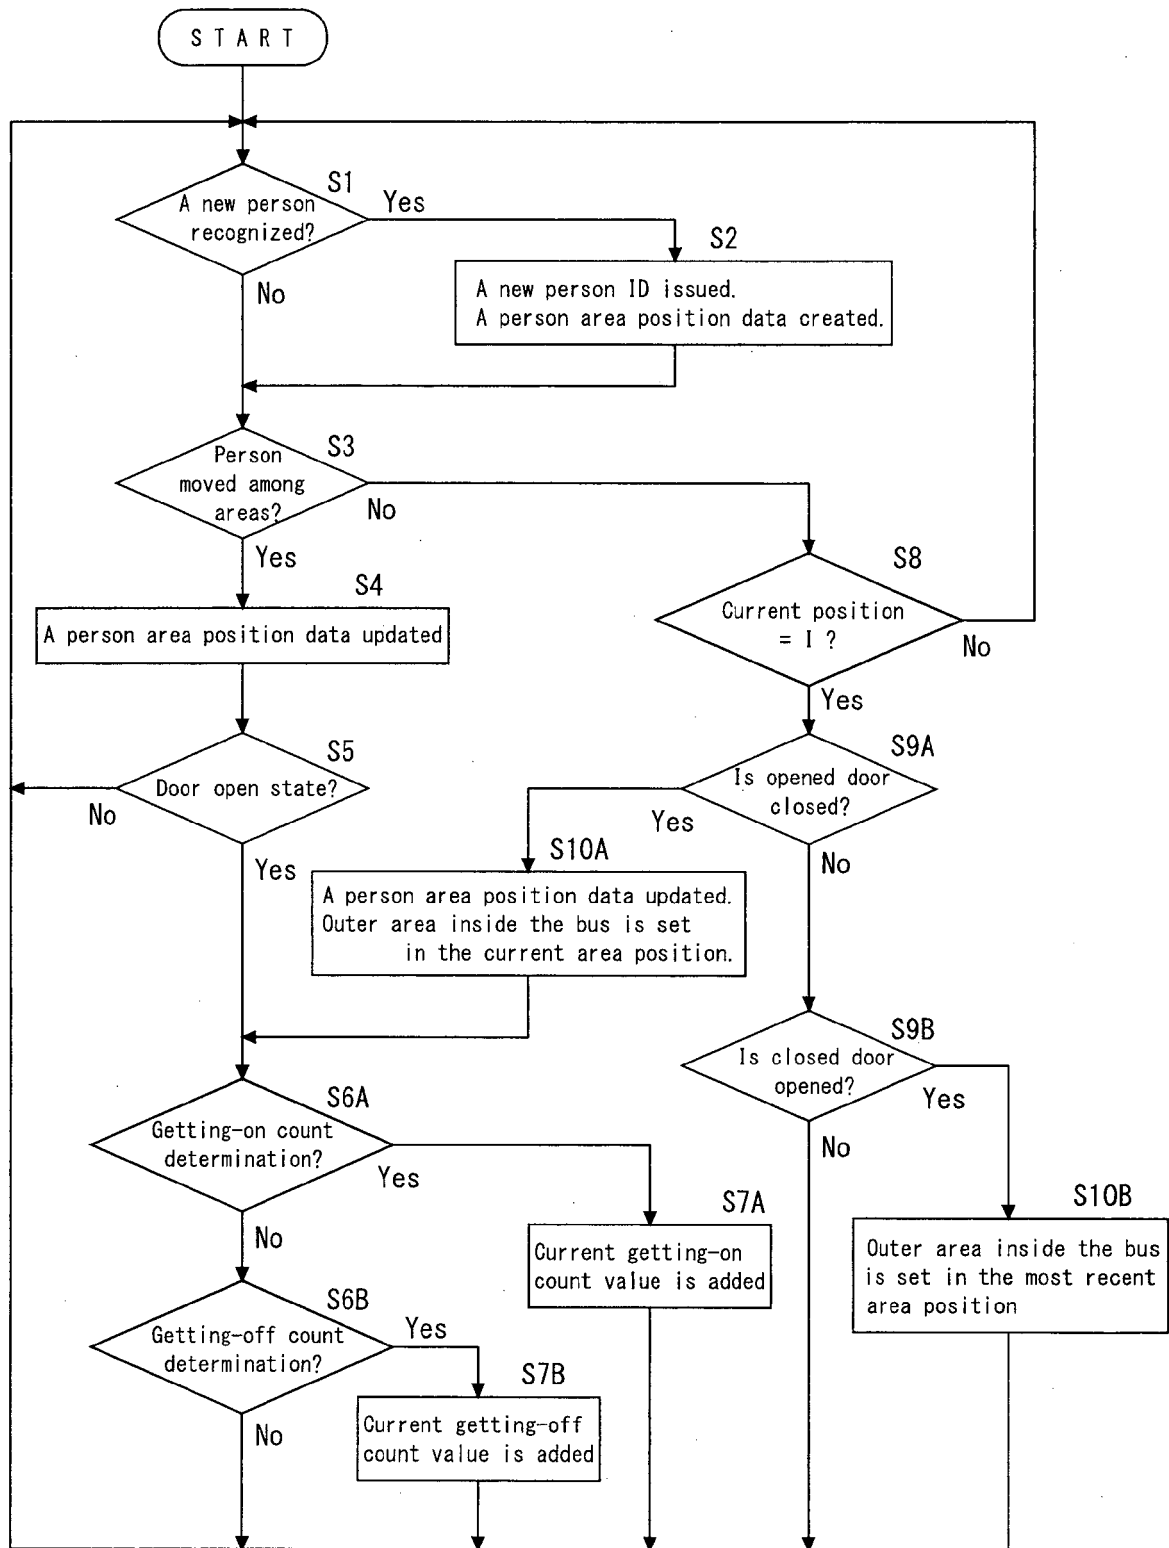 START
S1
A new person
recognized?
Yes
No
S2
A new person ID issued.
A person area position data created.
S3
Person
moved among
areas?
No
Yes
S4
A person area position data updated
S8
Current position
= I ?
No
Yes
S5
Door open state?
No
Yes
S9A
Is opened door
closed?
Yes
No
S10A
A person area position data updated.
Outer area inside the bus is set
in the current area position.
S9B
Is closed door
opened?
Yes
No
S6A
Getting-on count
determination?
Yes
No
S7A
Current getting-on
count value is added
S10B
Outer area inside the bus
is set in the most recent
area position
S6B
Getting-off count
determination?
Yes
No
S7B
Current getting-off
count value is added